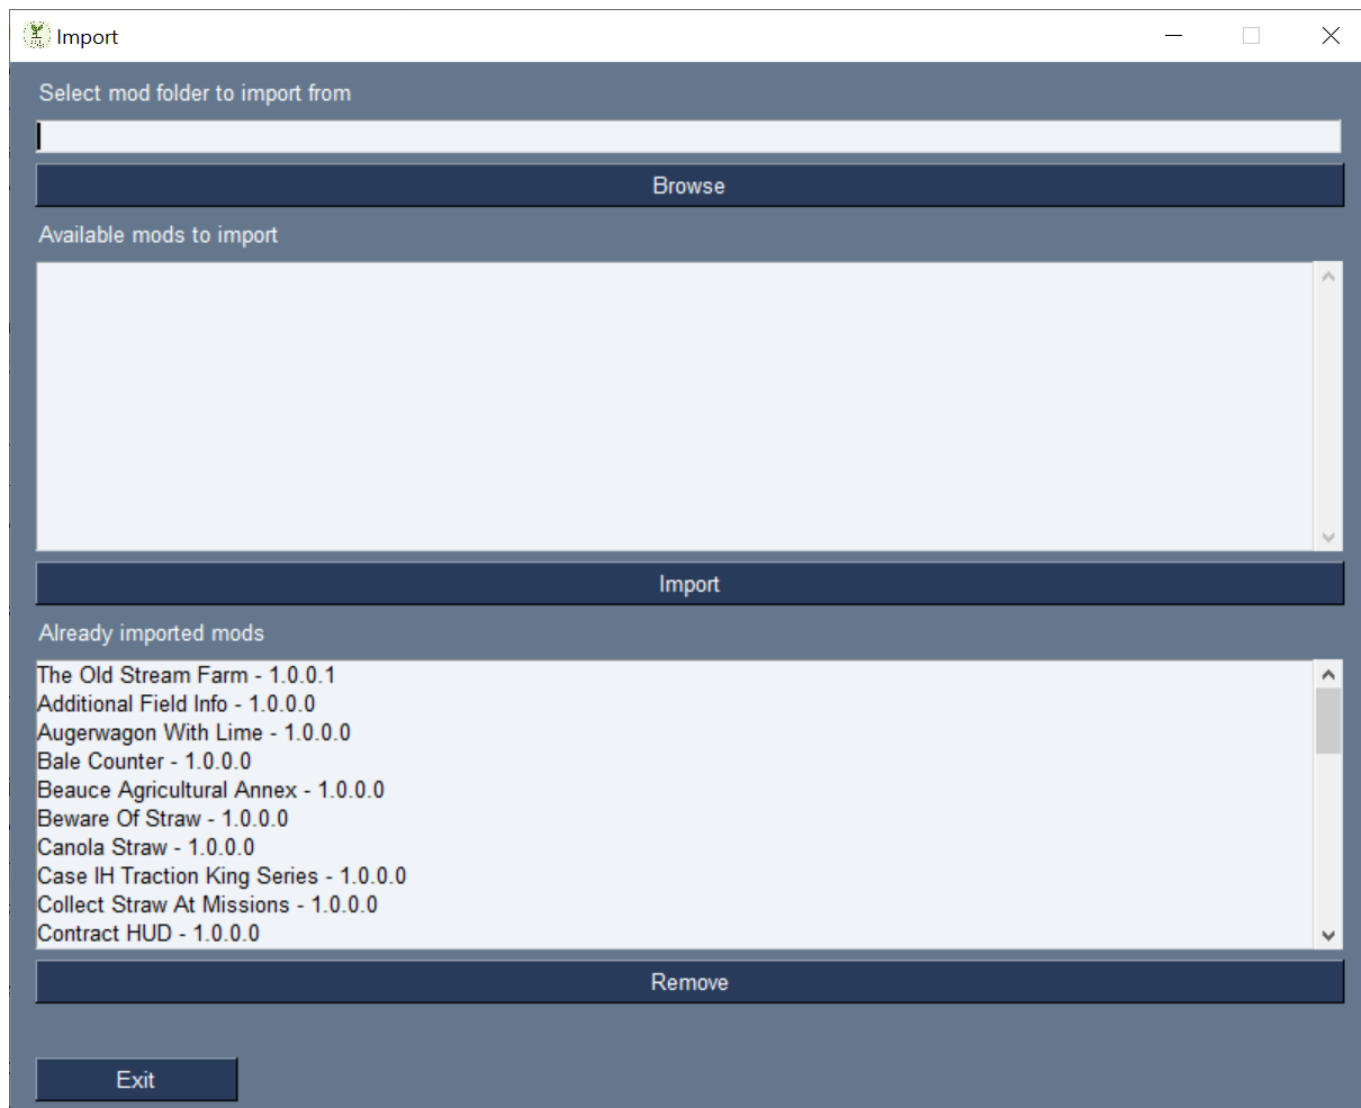 Import
Select mod folder to import from
Browse
Available mods to import
Import
Already imported mods
The Old Stream Farm - 1.0.0.1
Additional Field Info - 1.0.0.0
Augerwagon With Lime - 1.0.0.0
Bale Counter - 1.0.0.0
Beauce Agricultural Annex - 1.0.0.0
Beware Of Straw - 1.0.0.0
Canola Straw - 1.0.0.0
Case IH Traction King Series - 1.0.0.0
Collect Straw At Missions - 1.0.0.0
Contract HUD - 1.0.0.0
Remove
Exit